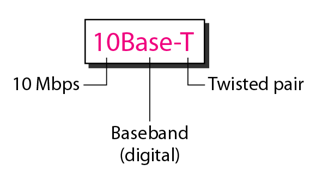 10Base-T
10 Mbps
Twisted pair
Baseband
(digital)